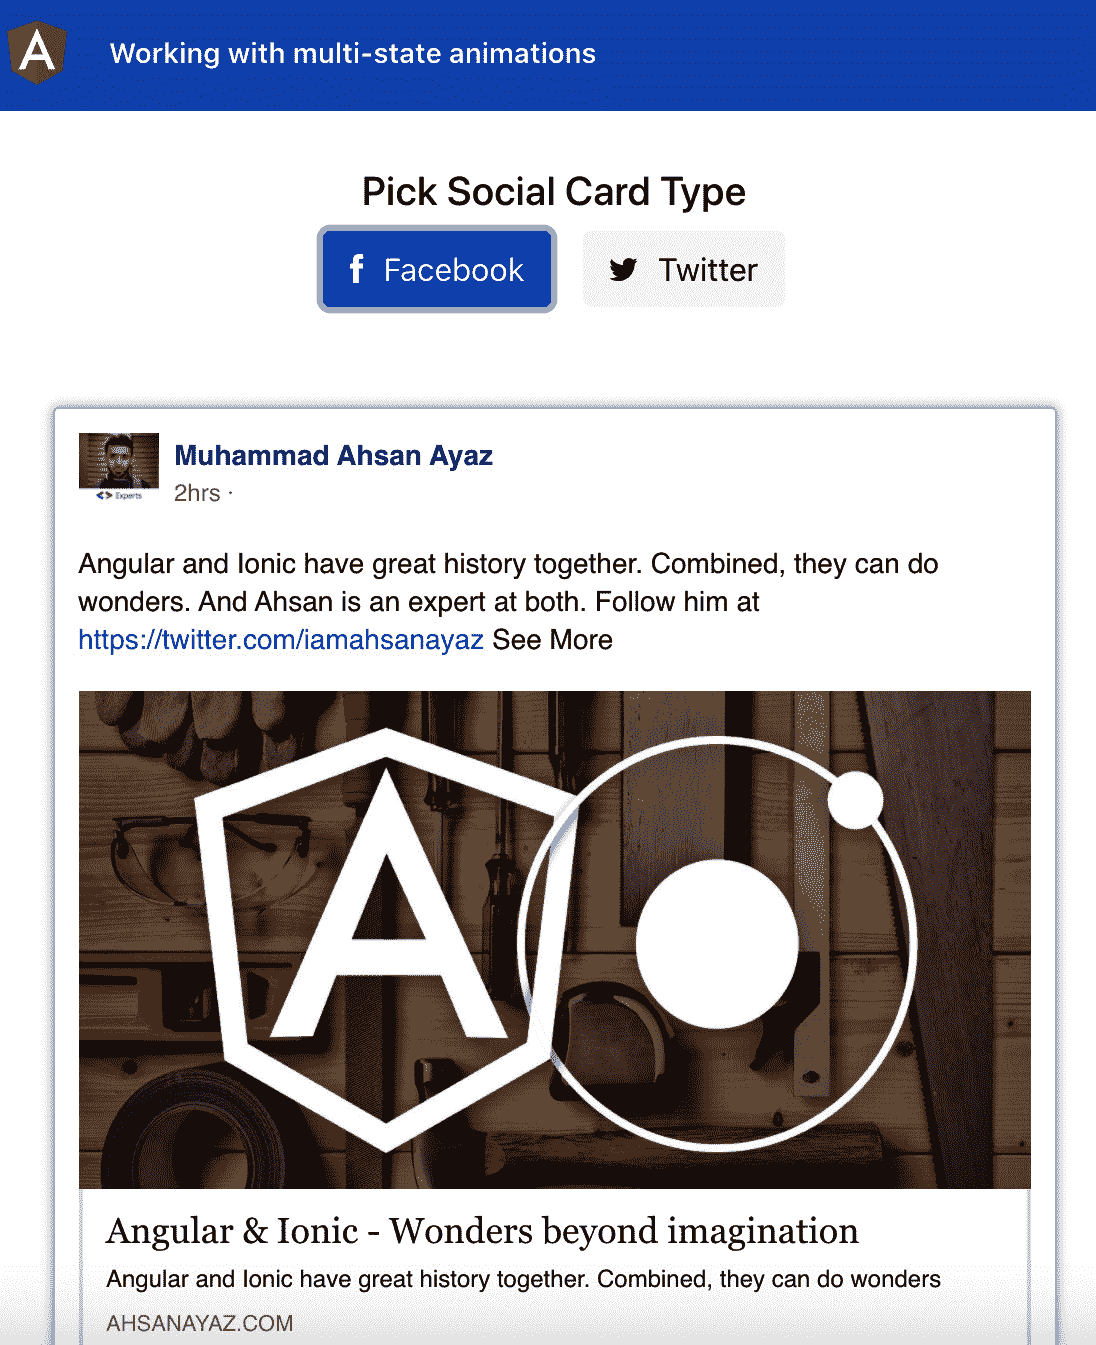 Working with multi-state animations
Pick Social Card Type
Facebook
Twitter
Muhammad Ahsan Ayaz
2hrs ·
Experts
Angular and Ionic have great history together. Combined, they can do
wonders. And Ahsan is an expert at both. Follow him at
https://twitter.com/iamahsanayaz See More
Angular & Ionic - Wonders beyond imagination
Angular and Ionic have great history together. Combined, they can do wonders
AHSANAYAZ.COM